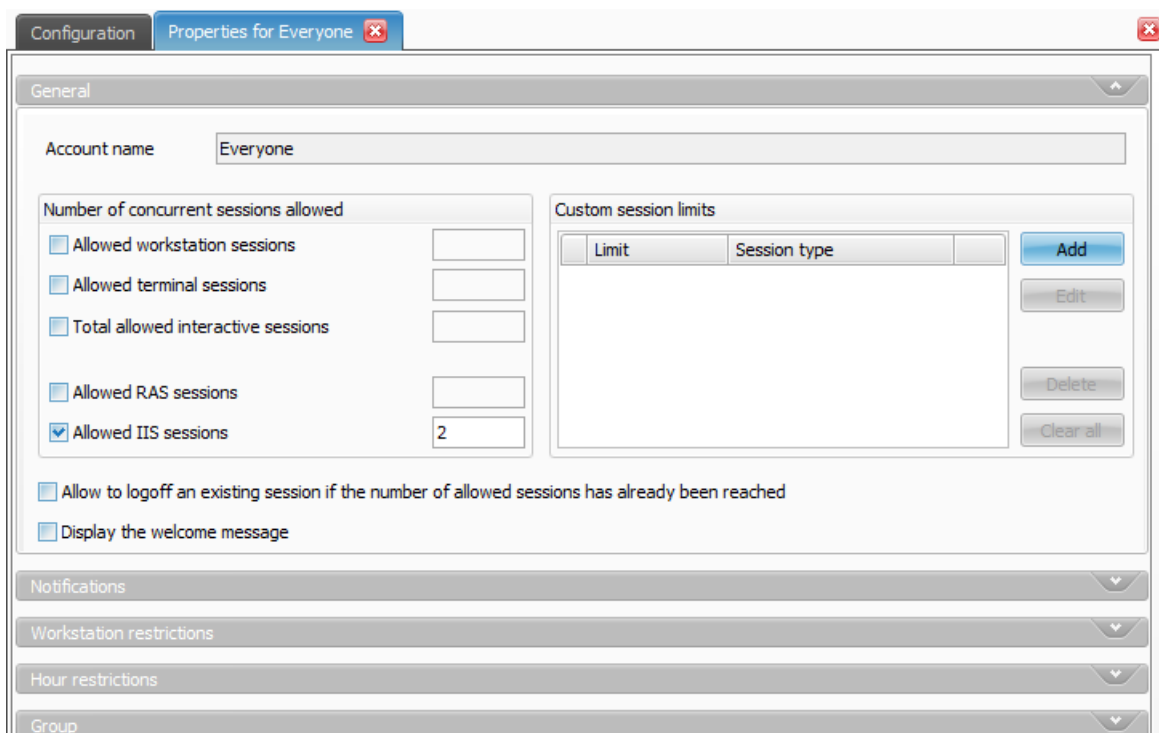 Configuration
Properties for Everyone
General
Account name
Everyone
Number of concurrent sessions allowed
Allowed workstation sessions
Allowed terminal sessions
Total allowed interactive sessions
Allowed RAS sessions
Allowed IIS sessions
2
Custom session limits
Limit
Session type
Add
Edit
Delete
Clear all
Allow to logoff an existing session if the number of allowed sessions has already been reached
Display the welcome message
Notifications
Workstation restrictions
Hour restrictions
Group